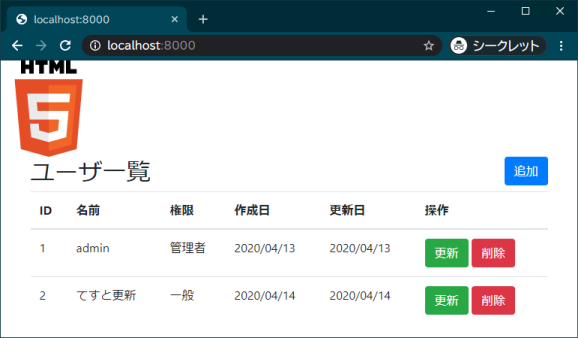 localhost:8000
localhost:8000
シークレット
HTML
5
ユーザ一覧
追加
ID 名前 権限 作成日 更新日 操作
1 admin 管理者 2020/04/13 2020/04/13 更新 削除
2 てすと更新 一般 2020/04/14 2020/04/14 更新 削除